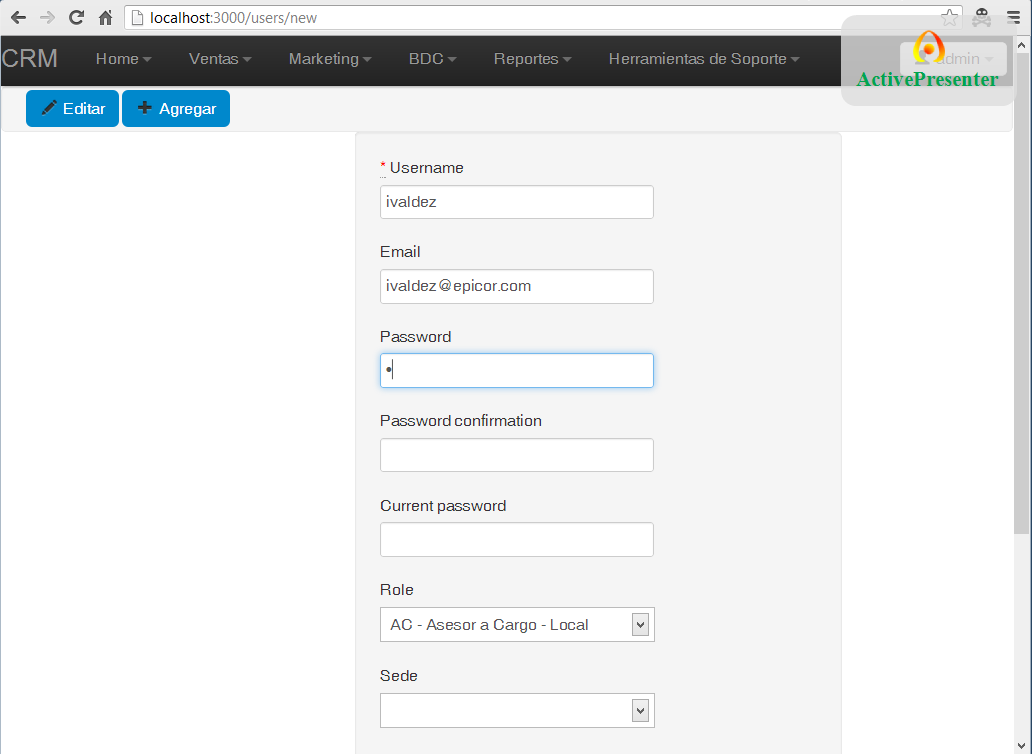 localhost:3000/users/new
CRM Home Ventas Marketing BDC Reportes Herramientas de Soporte admin
ActivePresenter
Editar Agregar
* Username
ivaldez
Email
ivaldez@epicor.com
Password
•
Password confirmation
Current password
Role
AC - Asesor a Cargo - Local
Sede